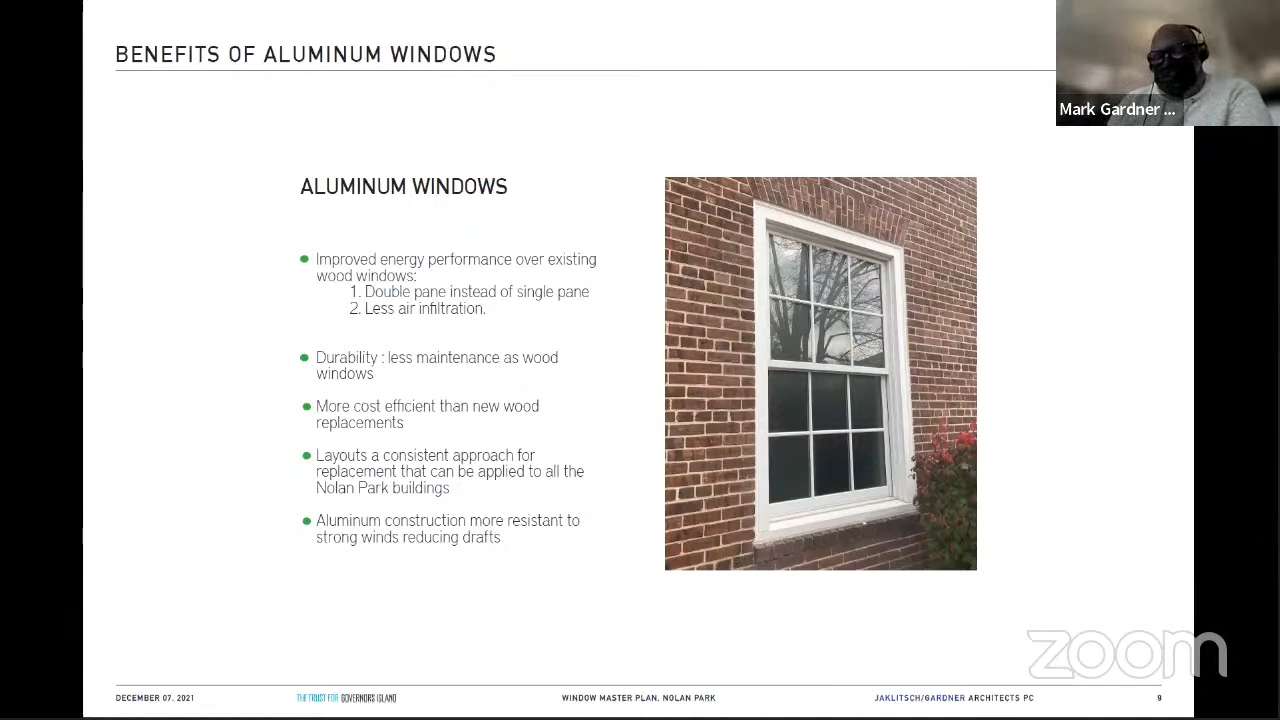 BENEFITS OF ALUMINUM WINDOWS
Mark Gardner ...
ALUMINUM WINDOWS
Improved energy performance over existing
wood windows:
1. Double pane instead of single pane
2. Less air infiltration.
Durability : less maintenance as wood
windows
More cost efficient than new wood
replacements
Layouts a consistent approach for
replacement that can be applied to all the
Nolan Park buildings
Aluminum construction more resistant to
strong winds reducing drafts
zoom
DECEMBER 07, 2021 THE TRUST FOR GOVERNORS ISLAND WINDOW MASTER PLAN, NOLAN PARK JAKLITSCH/GARDNER ARCHITECTS PC 9